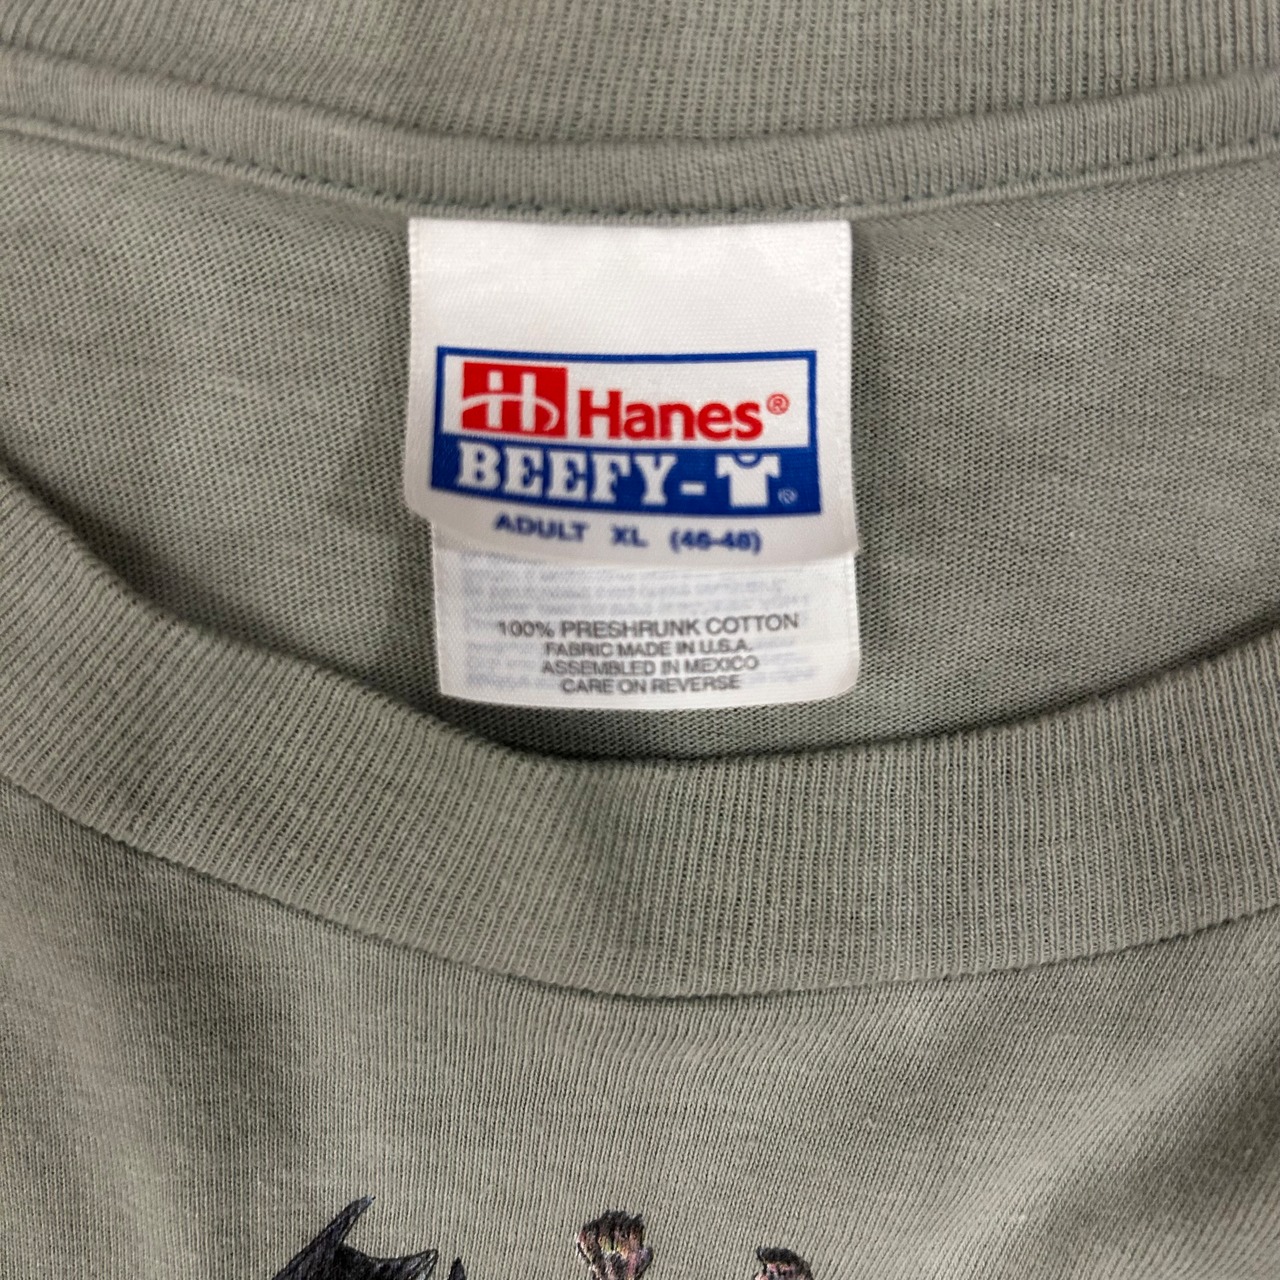 Hanes®
BEEFY-T®
ADULT XL (46-48)
100% PRESHRUNK COTTON
FABRIC MADE IN U.S.A.
ASSEMBLED IN MEXICO
CARE ON REVERSE